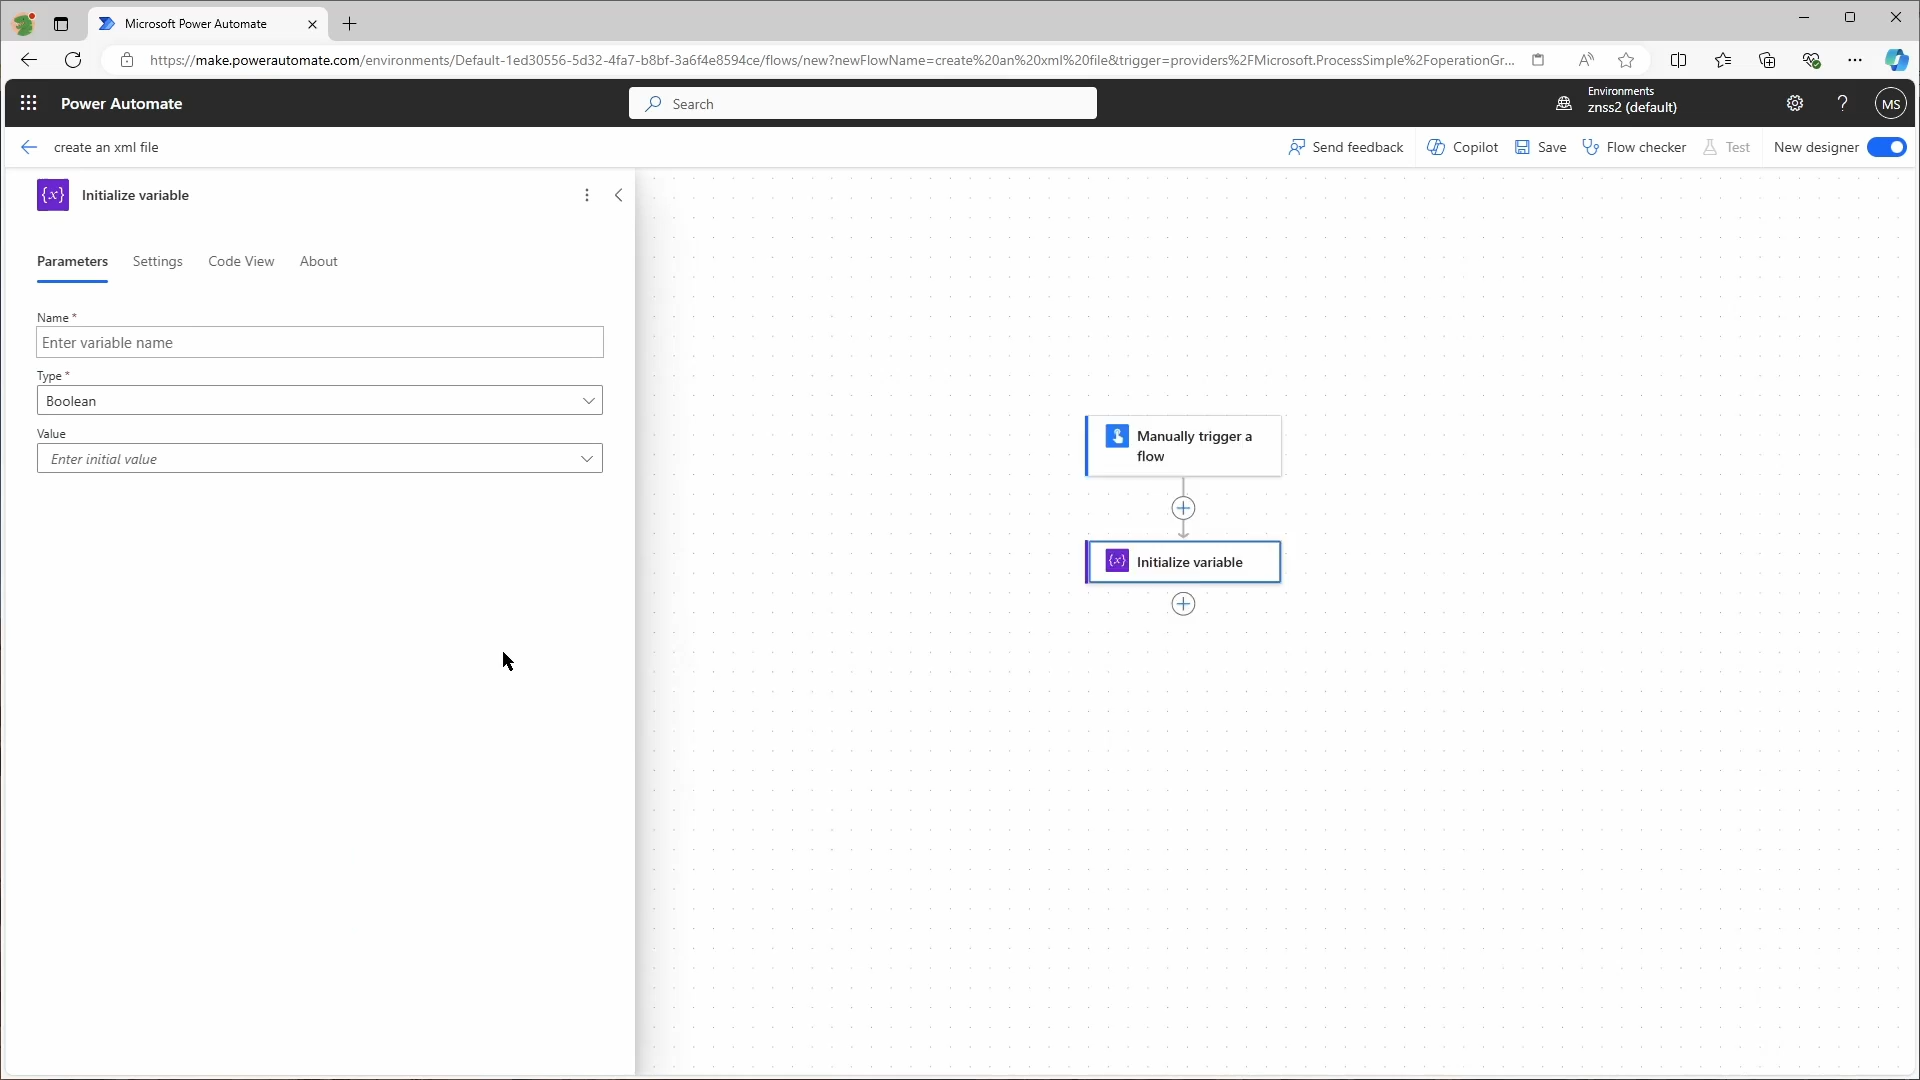 Microsoft Power Automate
https://make.powerautomate.com/environments/Default-1ed30556-5d32-4fa7-b8bf-3a6f4e8594ce/flows/new?newFlowName=create%20an%20xml%20file&trigger=providers%2FMicrosoft.ProcessSimple%2FoperationGr...
Power Automate
Search
Environments
znss2 (default)
?
MS
create an xml file
Send feedback
Copilot
Save
Flow checker
Test
New designer
{x}
Initialize variable
Parameters
Settings
Code View
About
Name *
Enter variable name
Type *
Boolean
Value
Enter initial value
Manually trigger a
flow
{x}
Initialize variable